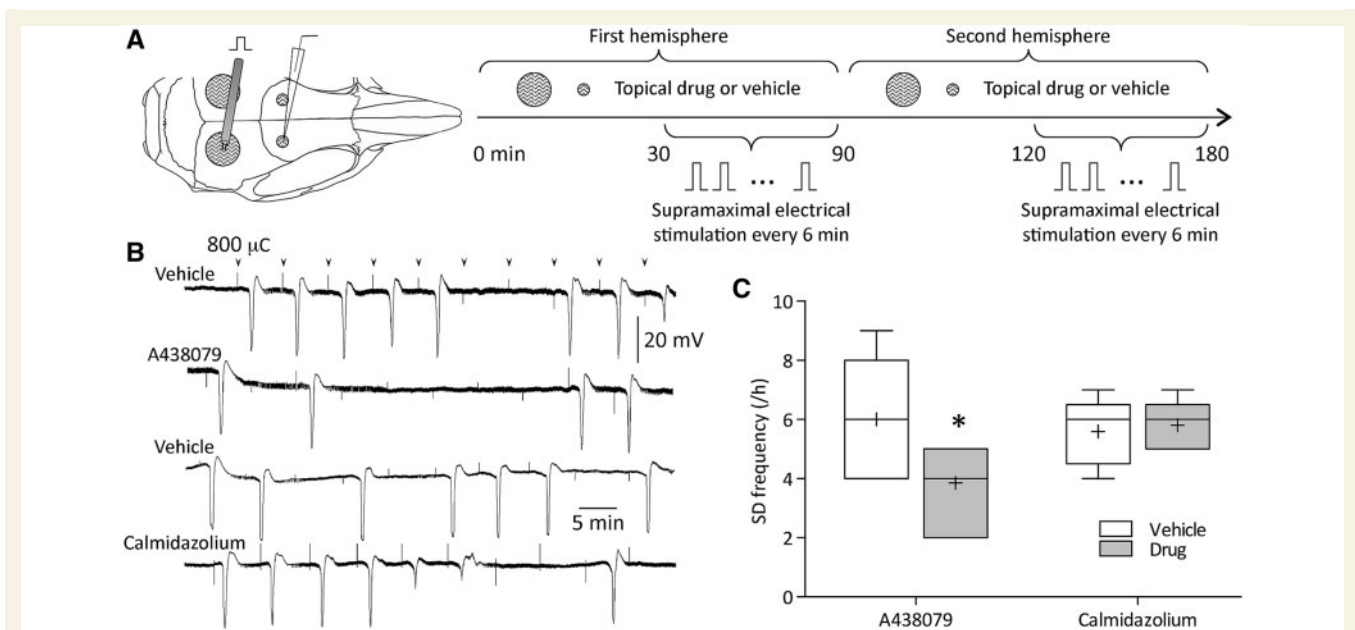 A
First hemisphere
Second hemisphere
Topical drug or vehicle
Topical drug or vehicle
0 min
30
90
120
180
Supramaximal electrical
stimulation every 6 min
Supramaximal electrical
stimulation every 6 min
B
800 µC
Vehicle
20 mV
A438079
Vehicle
5 min
Calmidazolium
C
SD frequency (/h)
10
8
6
4
2
0
*
Vehicle
Drug
A438079
Calmidazolium